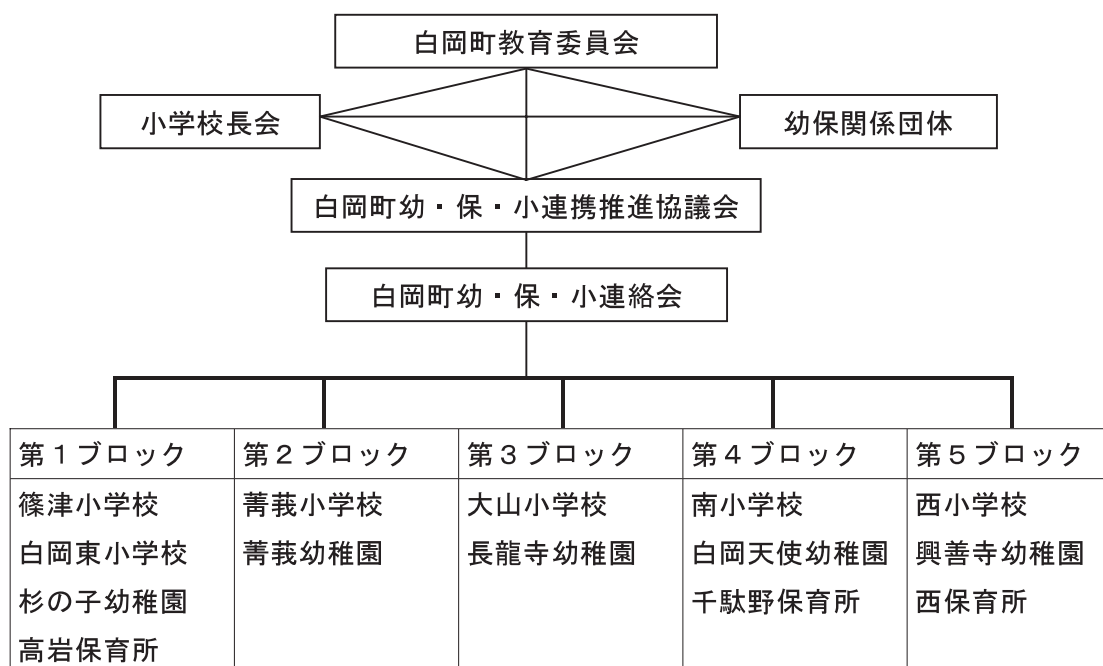 白岡町教育委員会
小学校長会
幼保関係団体
白岡町幼・保・小連携推進協議会
白岡町幼・保・小連絡会
第1ブロック
篠津小学校
白岡東小学校
杉の子幼稚園
高岩保育所
第2ブロック
菁莪小学校
菁莪幼稚園
第3ブロック
大山小学校
長龍寺幼稚園
第4ブロック
南小学校
白岡天使幼稚園
千駄野保育所
第5ブロック
西小学校
興善寺幼稚園
西保育所